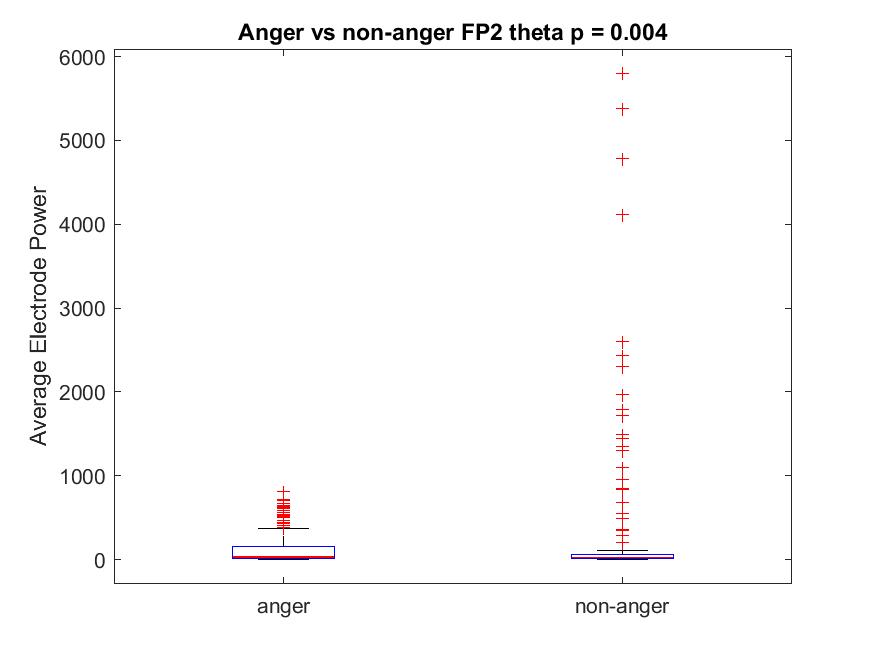 Anger vs non-anger FP2 theta p = 0.004
Average Electrode Power
6000
5000
4000
3000
2000
1000
0
anger
non-anger